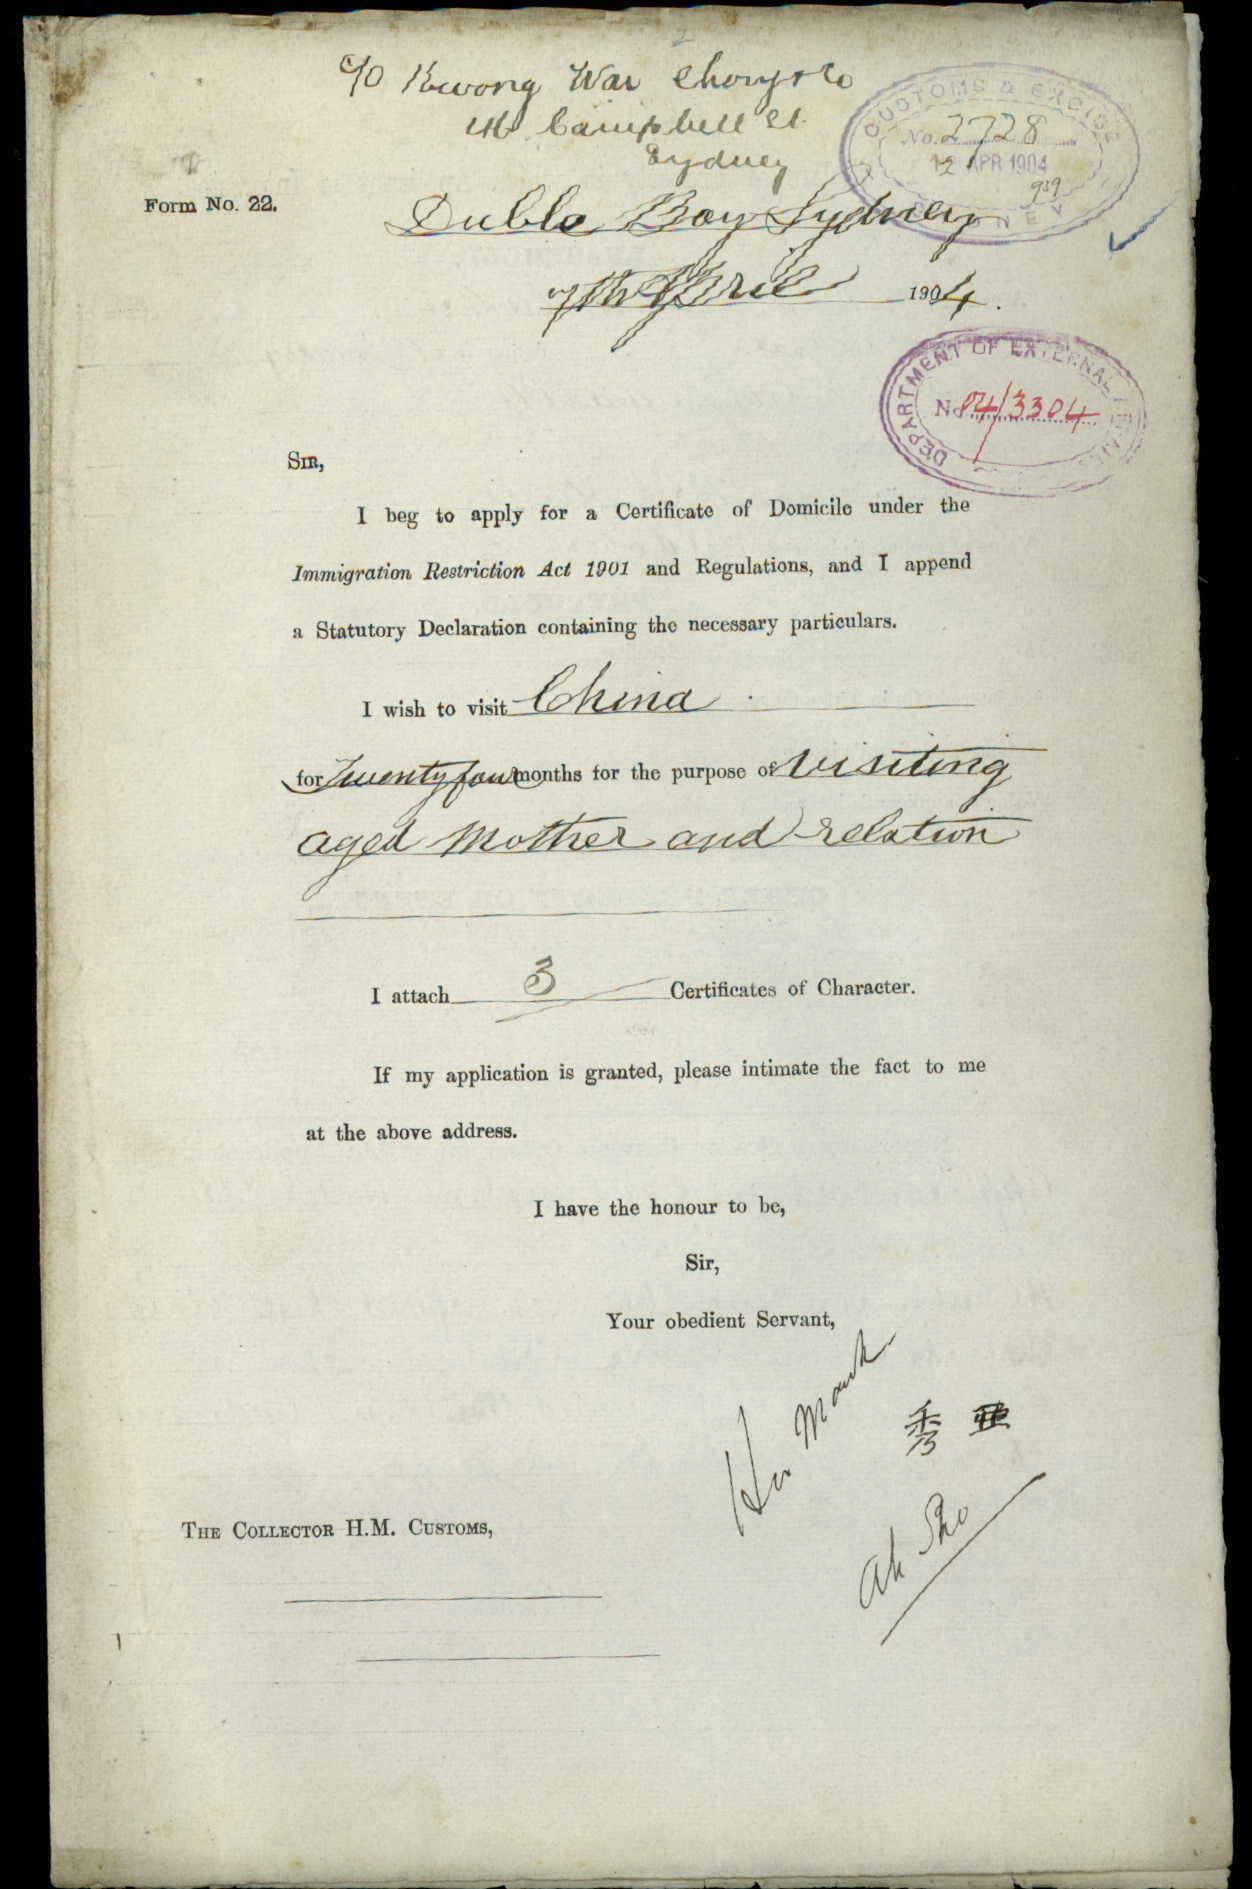 C/o Kwong War Chong & Co
46 Campbell St.
Sydney
CUSTOMS & EXCISE
No. 2728
12 APR 1904
939
SYDNEY
Form No. 22.
Duble Bay Sydney
7th April 1904.
DEPARTMENT OF EXTERNAL AFFAIRS
No 04/3304
SIR,
I beg to apply for a Certificate of Domicile under the
Immigration Restriction Act 1901 and Regulations, and I append
a Statutory Declaration containing the necessary particulars.
I wish to visit China
for Twenty four months for the purpose of visiting
aged Mother and relation
I attach 3 Certificates of Character.
If my application is granted, please intimate the fact to me
at the above address.
I have the honour to be,
Sir,
Your obedient Servant,
His Mark
秀亜
Ah Sho
THE COLLECTOR H.M. CUSTOMS,